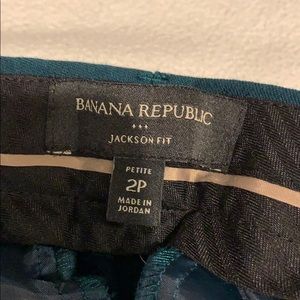 BANANA REPUBLIC
JACKSON FIT
PETITE
2P
MADE IN
JORDAN